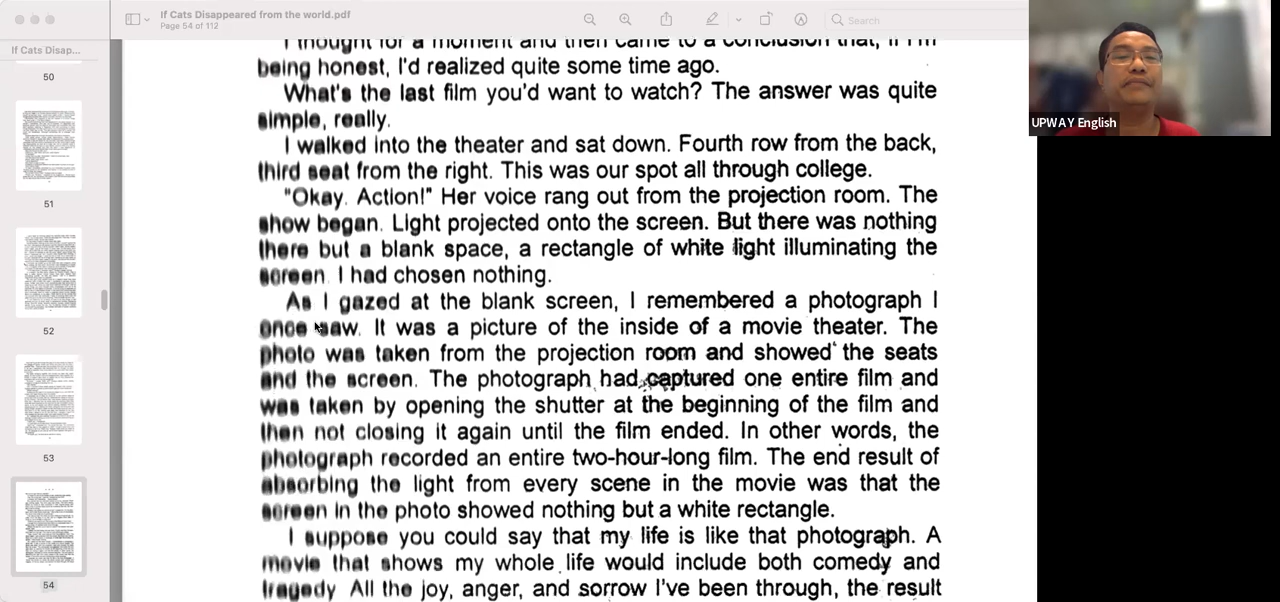 If Cats Disappeared from the world.pdf
Page 54 of 112
Search
If Cats Disap...
50
51
52
53
54
UPWAY English
I thought for a moment and then came to a conclusion that, if I'm
being honest, I'd realized quite some time ago.
What's the last film you'd want to watch? The answer was quite
simple, really.
I walked into the theater and sat down. Fourth row from the back,
third seat from the right. This was our spot all through college.
"Okay. Action!" Her voice rang out from the projection room. The
show began. Light projected onto the screen. But there was nothing
there but a blank space, a rectangle of white light illuminating the
screen. I had chosen nothing.
As I gazed at the blank screen, I remembered a photograph I
once saw. It was a picture of the inside of a movie theater. The
photo was taken from the projection room and showed the seats
and the screen. The photograph had captured one entire film and
was taken by opening the shutter at the beginning of the film and
then not closing it again until the film ended. In other words, the
photograph recorded an entire two-hour-long film. The end result of
absorbing the light from every scene in the movie was that the
screen in the photo showed nothing but a white rectangle.
I suppose you could say that my life is like that photograph. A
movie that shows my whole life would include both comedy and
tragedy. All the joy, anger, and sorrow I've been through, the result